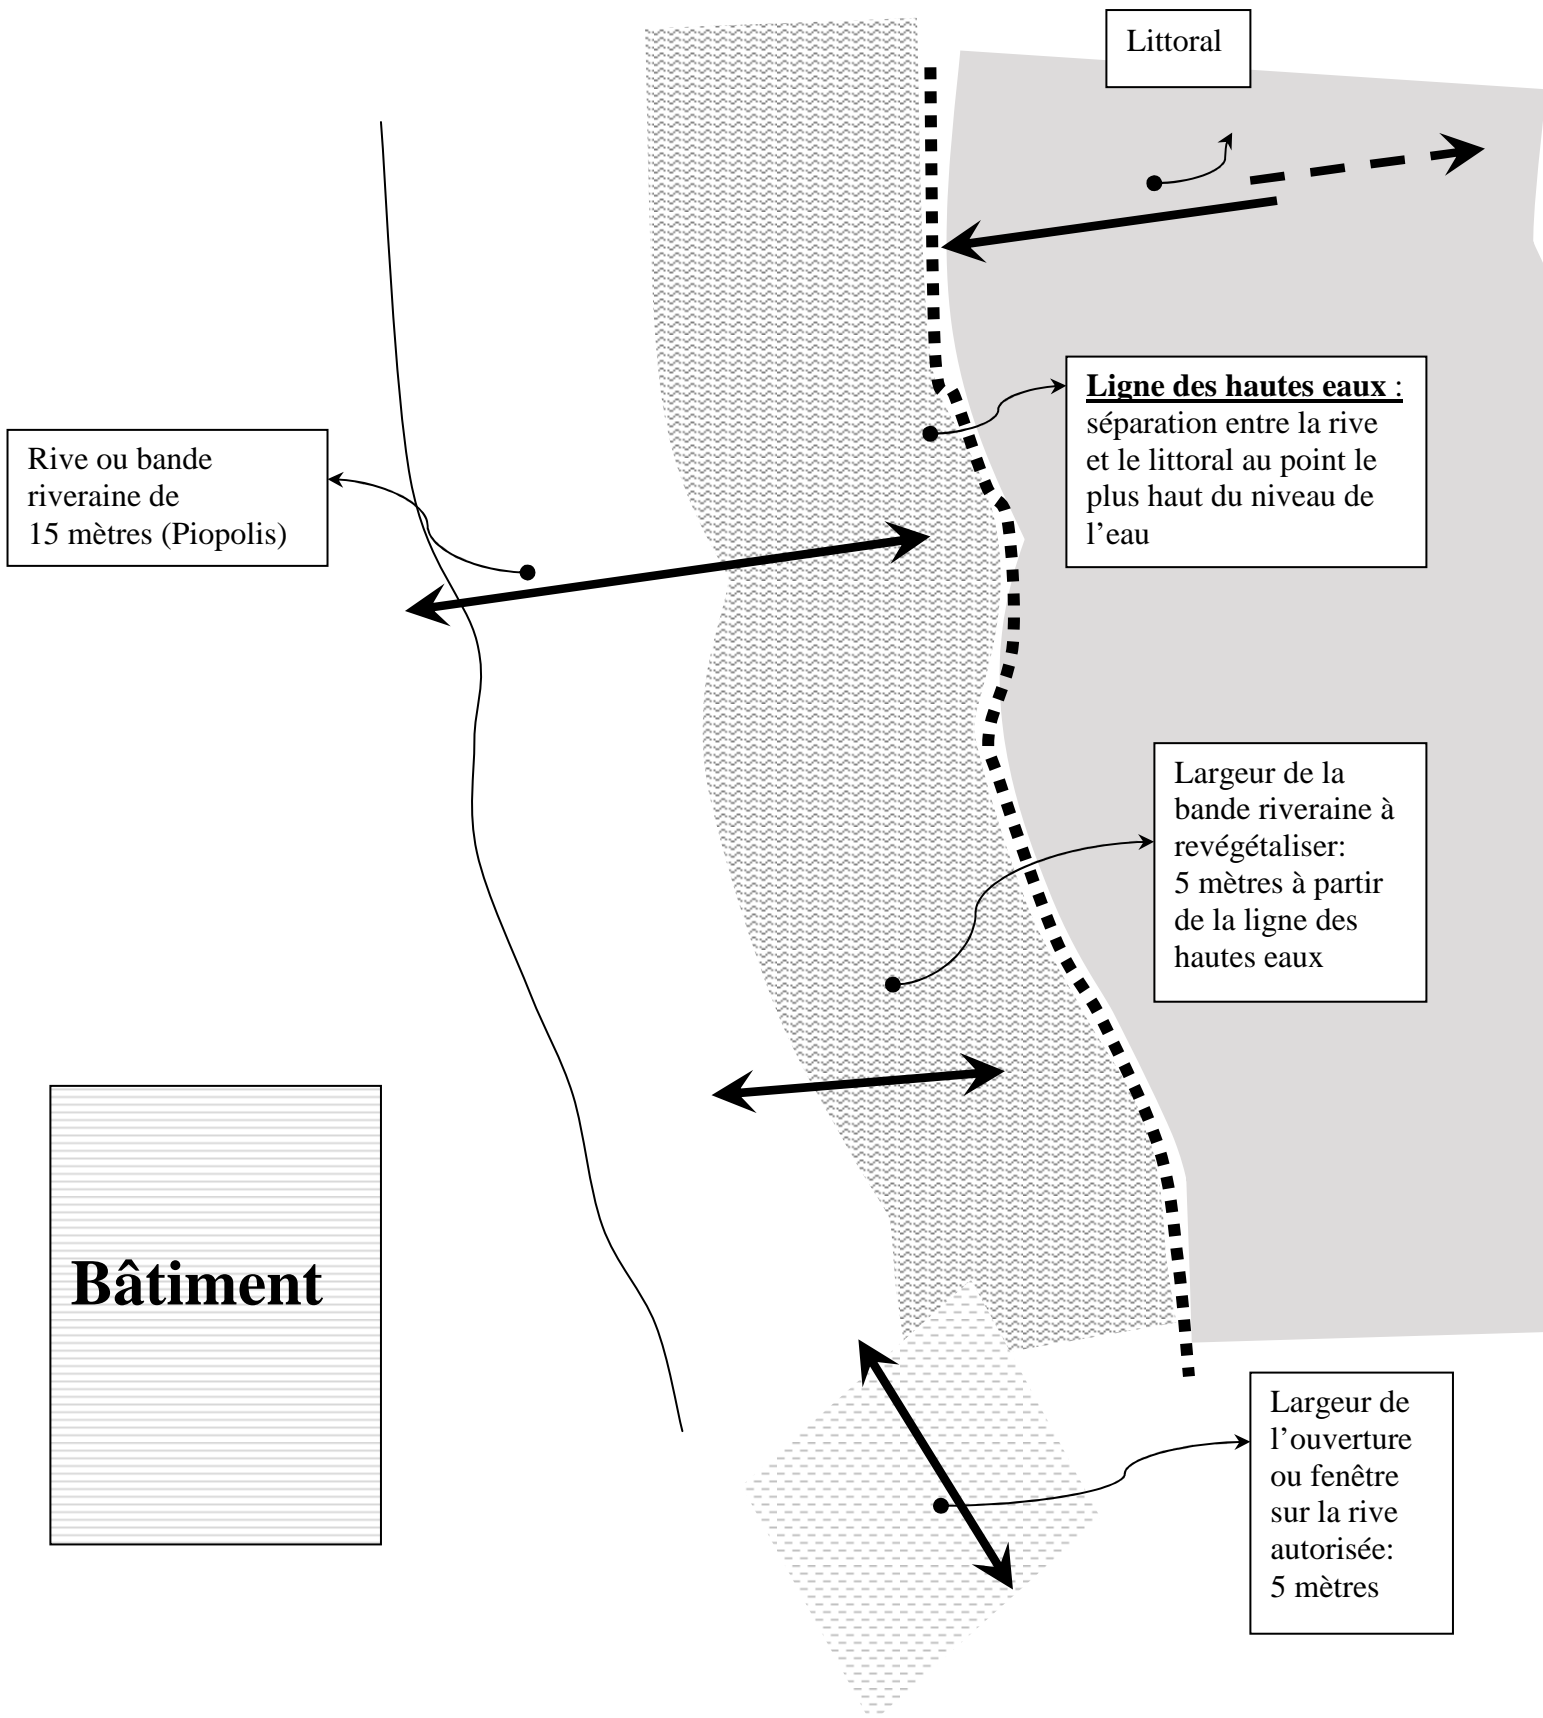 Littoral
Ligne des hautes eaux :
séparation entre la rive
et le littoral au point le
plus haut du niveau de
l’eau
Rive ou bande
riveraine de
15 mètres (Piopolis)
Largeur de la
bande riveraine à
revégétaliser:
5 mètres à partir
de la ligne des
hautes eaux
Bâtiment
Largeur de
l’ouverture
ou fenêtre
sur la rive
autorisée:
5 mètres